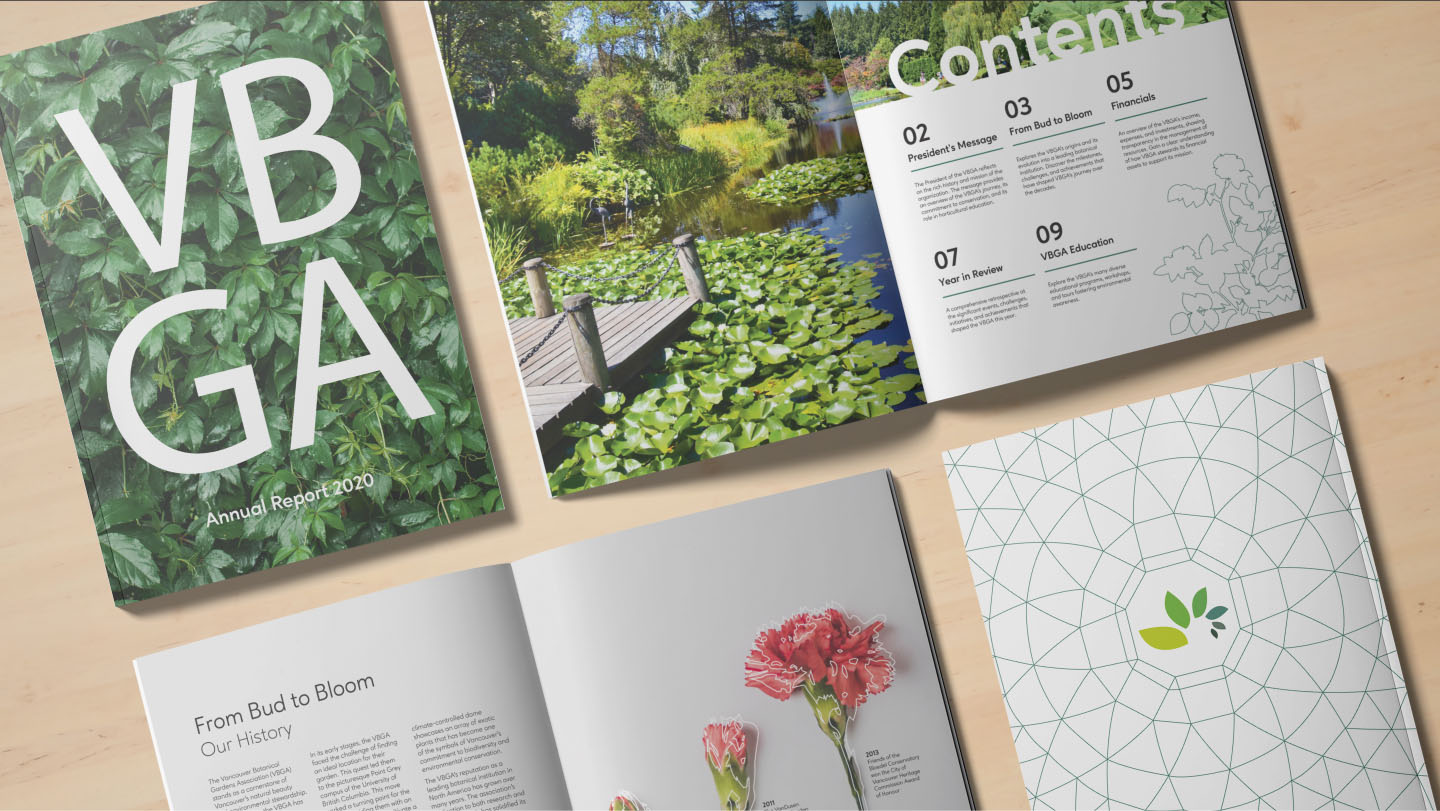 VB
GA
Annual Report 2020
Contents
02
President's Message
The President of the VBGA reflects
on the rich history and mission of the
organization. The message provides
an overview of the VBGA's journey, its
commitment to conservation, and its
role in horticultural education.
03
From Bud to Bloom
Explores the VBGA's origins and its
evolution into a leading botanical
institution. Discover the milestones,
challenges, and achievements that
have shaped VBGA's journey over
the decades.
05
Financials
An overview of the VBGA's income,
expenses, and investments, showing
transparency in the management of
resources. Gain a clear understanding
of how VBGA stewards its financial
assets to support its mission.
07
Year in Review
A comprehensive retrospective of
the significant events, challenges,
initiatives, and achievements that
shaped the VBGA this year.
09
VBGA Education
Explore the VBGA's many diverse
educational programs, workshops,
and tours fostering environmental
awareness.
From Bud to Bloom
Our History
The Vancouver Botanical
Gardens Association (VBGA)
stands as a cornerstone of
Vancouver's natural beauty
environmental stewardship.
the VBGA has
In its early stages, the VBGA
faced the challenge of finding
an ideal location for their
garden. This quest led them
to the picturesque Point Grey
campus of the University of
British Columbia. This move
marked a turning point for the
them with an
climate-controlled dome
showcases an array of exotic
plants that has become one
of the symbols of Vancouver's
commitment to biodiversity and
environmental conservation.
The VBGA's reputation as a
leading botanical institution in
North America has grown over
many years. The association's
to both research and
solidified its
2011
VanDusen
2013
Friends of the
Bloedel Conservatory
won the City of
Vancouver Heritage
Commission Award
of Honour